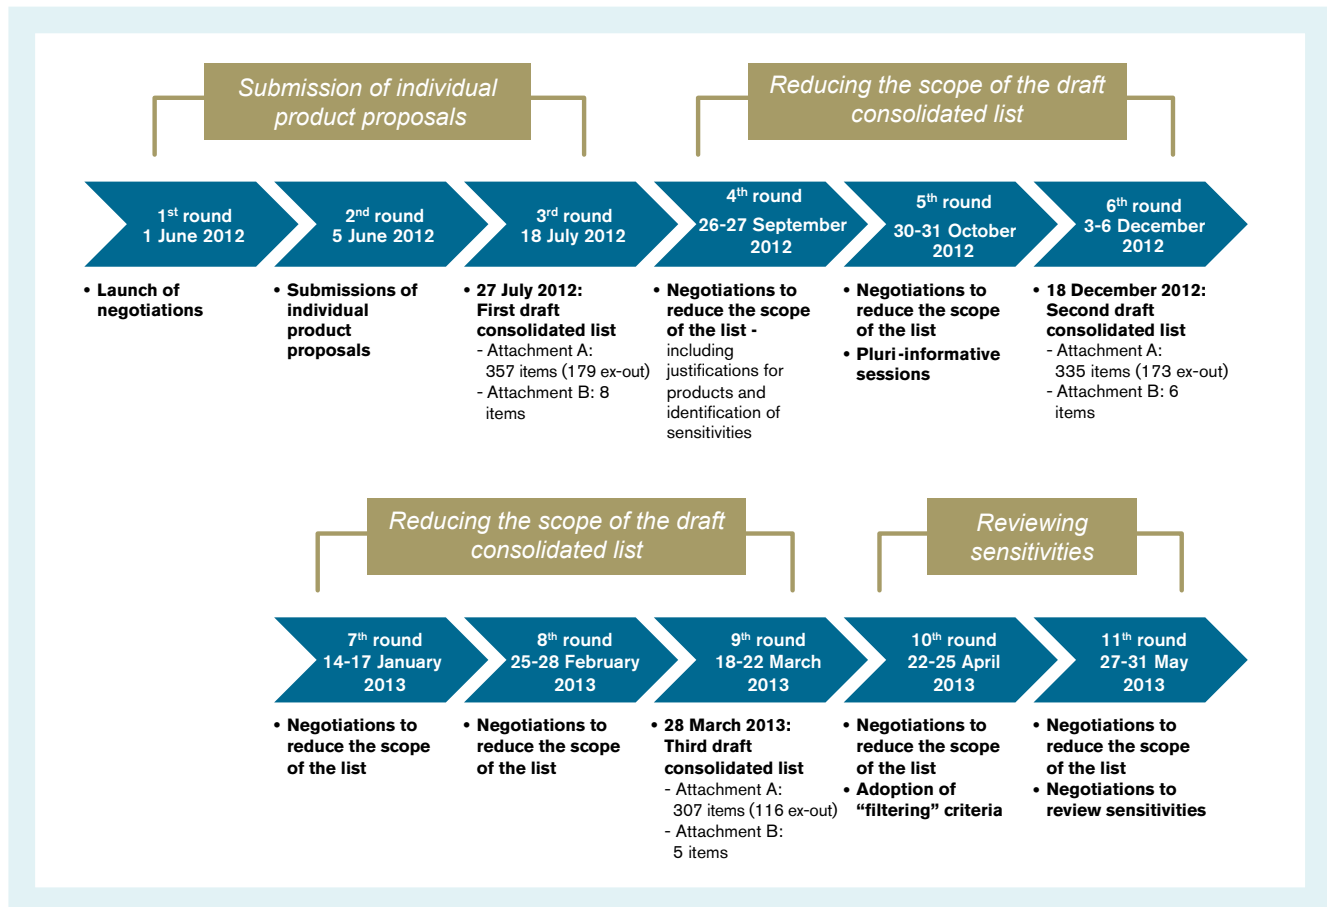 Submission of individual
product proposals
Reducing the scope of the draft
consolidated list
1st round
1 June 2012
2nd round
5 June 2012
3rd round
18 July 2012
4th round
26-27 September
2012
5th round
30-31 October
2012
6th round
3-6 December
2012
• Launch of
negotiations
• Submissions of
individual
product
proposals
• 27 July 2012:
First draft
consolidated list
- Attachment A:
357 items (179 ex-out)
- Attachment B: 8
items
• Negotiations to
reduce the scope
of the list -
including
justifications for
products and
identification of
sensitivities
• Negotiations to
reduce the scope
of the list
• Pluri-informative
sessions
• 18 December 2012:
Second draft
consolidated list
- Attachment A:
335 items (173 ex-out)
- Attachment B: 6
items
Reducing the scope of the draft
consolidated list
Reviewing
sensitivities
7th round
14-17 January
2013
8th round
25-28 February
2013
9th round
18-22 March
2013
10th round
22-25 April
2013
11th round
27-31 May
2013
• Negotiations to
reduce the scope
of the list
• Negotiations to
reduce the scope
of the list
• 28 March 2013:
Third draft
consolidated list
- Attachment A:
307 items (116 ex-out)
- Attachment B:
5 items
• Negotiations to
reduce the scope
of the list
• Adoption of
“filtering” criteria
• Negotiations to
reduce the scope
of the list
• Negotiations to
review sensitivities